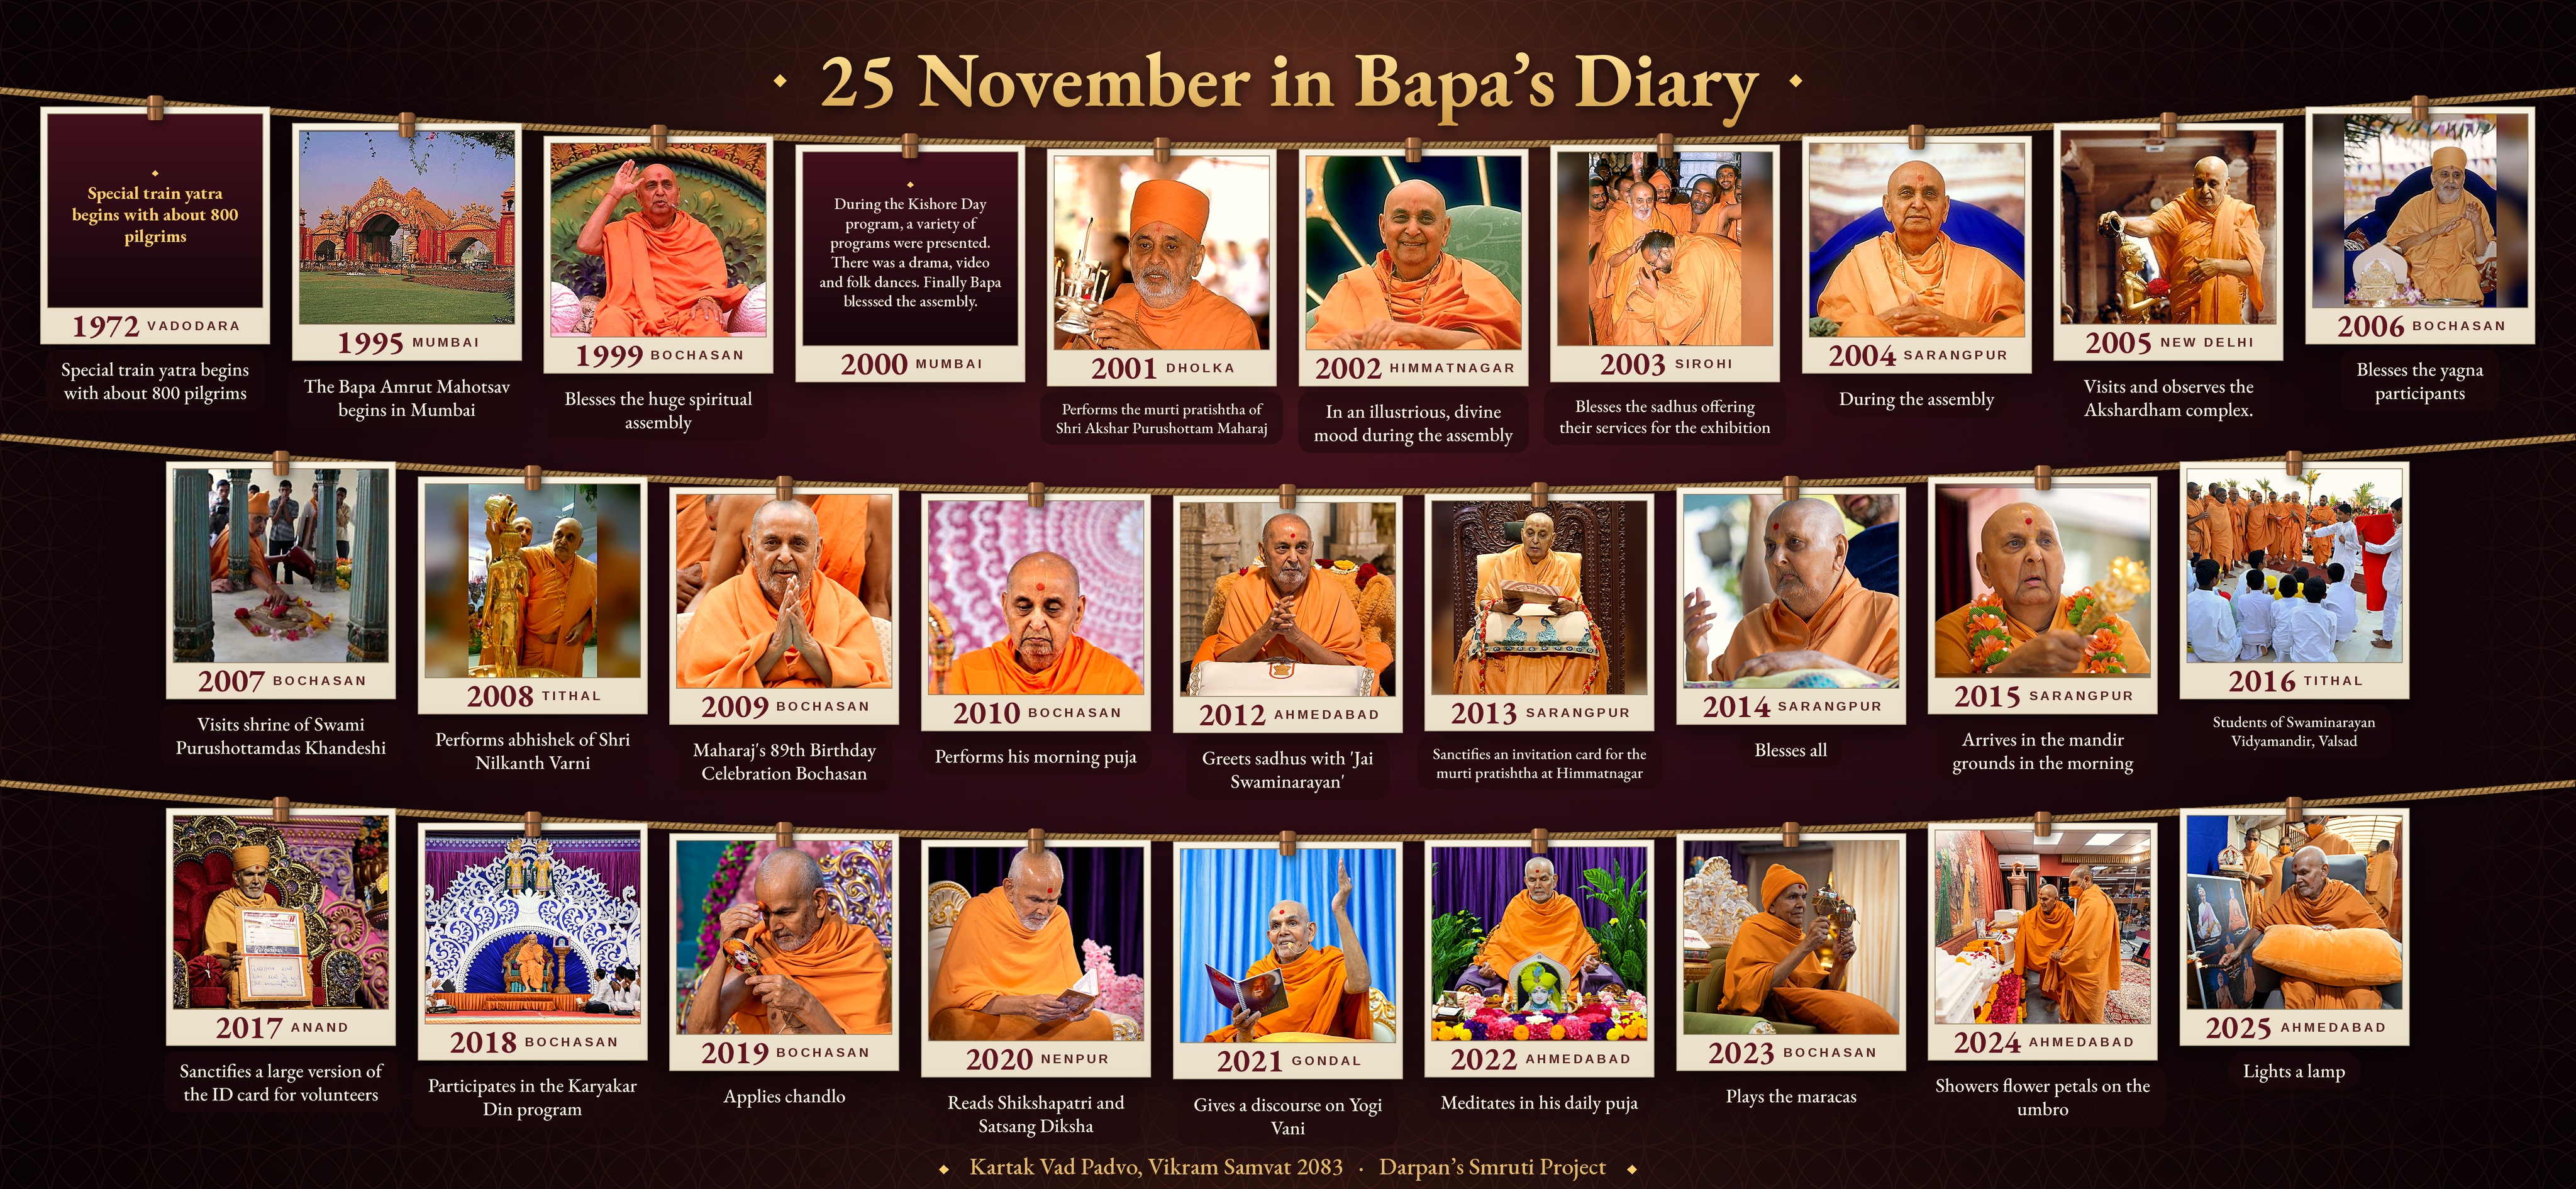 25 November in Bapa's Diary
Special train yatra
begins with about 800
pilgrims
1972 VADODARA
Special train yatra begins
with about 800 pilgrims
1995 MUMBAI
The Bapa Amrut Mahotsav
begins in Mumbai
1999 BOCHASAN
Blesses the huge spiritual
assembly
During the Kishore Day
program, a variety of
programs were presented.
There was a drama, video
and folk dances. Finally Bapa
blesssed the assembly.
2000 MUMBAI
2001 DHOLKA
Performs the murti pratishtha of
Shri Akshar Purushottam Maharaj
2002 HIMMATNAGAR
In an illustrious, divine
mood during the assembly
2003 SIROHI
Blesses the sadhus offering
their services for the exhibition
2004 SARANGPUR
During the assembly
2005 NEW DELHI
Visits and observes the
Akshardham complex.
2006 BOCHASAN
Blesses the yagna
participants
2007 BOCHASAN
Visits shrine of Swami
Purushottamdas Khandeshi
2008 TITHAL
Performs abhishek of Shri
Nilkanth Varni
2009 BOCHASAN
Maharaj's 89th Birthday
Celebration Bochasan
2010 BOCHASAN
Performs his morning puja
2012 AHMEDABAD
Greets sadhus with 'Jai
Swaminarayan'
2013 SARANGPUR
Sanctifies an invitation card for the
murti pratishtha at Himmatnagar
2014 SARANGPUR
Blesses all
2015 SARANGPUR
Arrives in the mandir
grounds in the morning
2016 TITHAL
Students of Swaminarayan
Vidyamandir, Valsad
2017 ANAND
Sanctifies a large version of
the ID card for volunteers
2018 BOCHASAN
Participates in the Karyakar
Din program
2019 BOCHASAN
Applies chandlo
2020 NENPUR
Reads Shikshapatri and
Satsang Diksha
2021 GONDAL
Gives a discourse on Yogi
Vani
2022 AHMEDABAD
Meditates in his daily puja
2023 BOCHASAN
Plays the maracas
2024 AHMEDABAD
Showers flower petals on the
umbro
2025 AHMEDABAD
Lights a lamp
Kartak Vad Padvo, Vikram Samvat 2083 · Darpan's Smruti Project